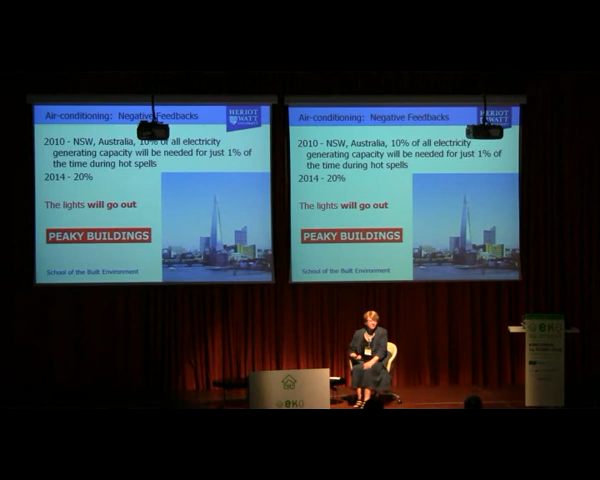 Air-conditioning: Negative Feedbacks
HERIOT
WATT
2010 - NSW, Australia, 10% of all electricity
generating capacity will be needed for just 1% of
the time during hot spells
2014 - 20%
The lights will go out
PEAKY BUILDINGS
School of the Built Environment
Air-conditioning: Negative Feedbacks
HERIOT
WATT
2010 - NSW, Australia, 10% of all electricity
generating capacity will be needed for just 1% of
the time during hot spells
2014 - 20%
The lights will go out
PEAKY BUILDINGS
School of the Built Environment